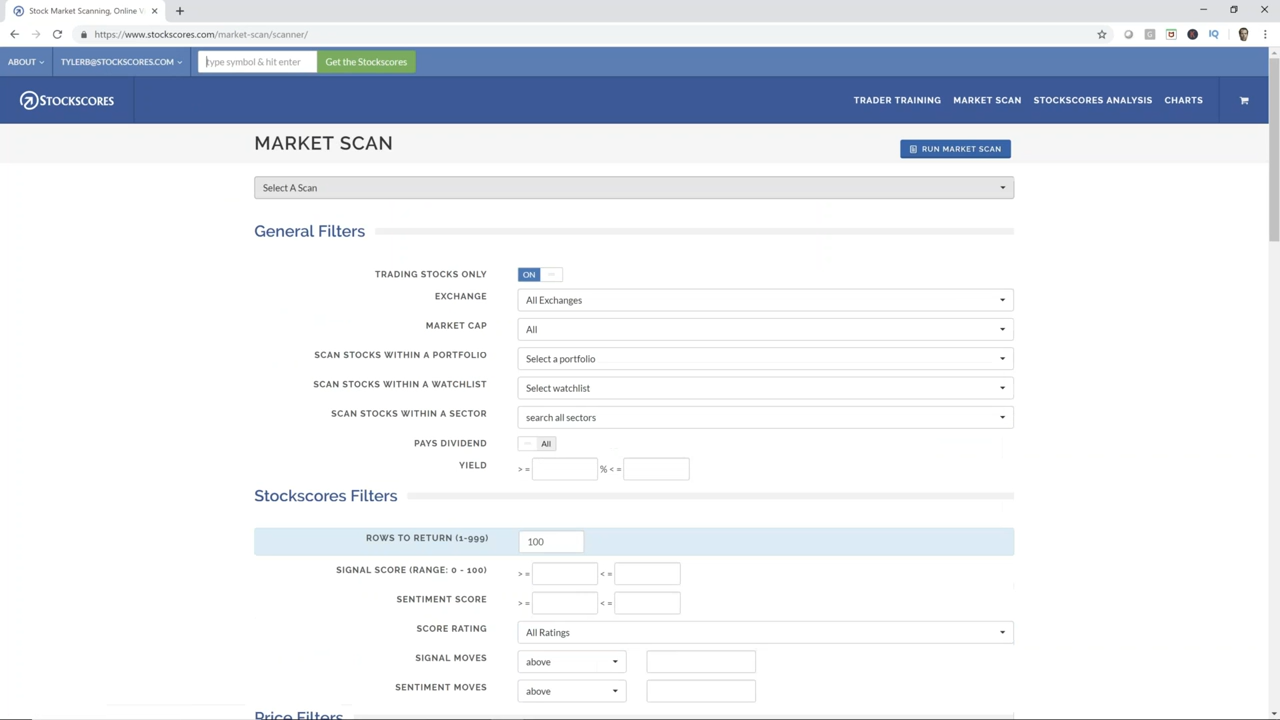 Stock Market Scanning, Online V
https://www.stockscores.com/market-scan/scanner/
ABOUT TYLERB@STOCKSCORES.COM Type symbol & hit enter Get the Stockscores
STOCKSCORES TRADER TRAINING MARKET SCAN STOCKSCORES ANALYSIS CHARTS
MARKET SCAN RUN MARKET SCAN
Select A Scan
General Filters
TRADING STOCKS ONLY ON
EXCHANGE All Exchanges
MARKET CAP All
SCAN STOCKS WITHIN A PORTFOLIO Select a portfolio
SCAN STOCKS WITHIN A WATCHLIST Select watchlist
SCAN STOCKS WITHIN A SECTOR search all sectors
PAYS DIVIDEND All
YIELD > = % < =
Stockscores Filters
ROWS TO RETURN (1-999) 100
SIGNAL SCORE (RANGE: 0 - 100) > = < =
SENTIMENT SCORE > = < =
SCORE RATING All Ratings
SIGNAL MOVES above
SENTIMENT MOVES above
Price Filters